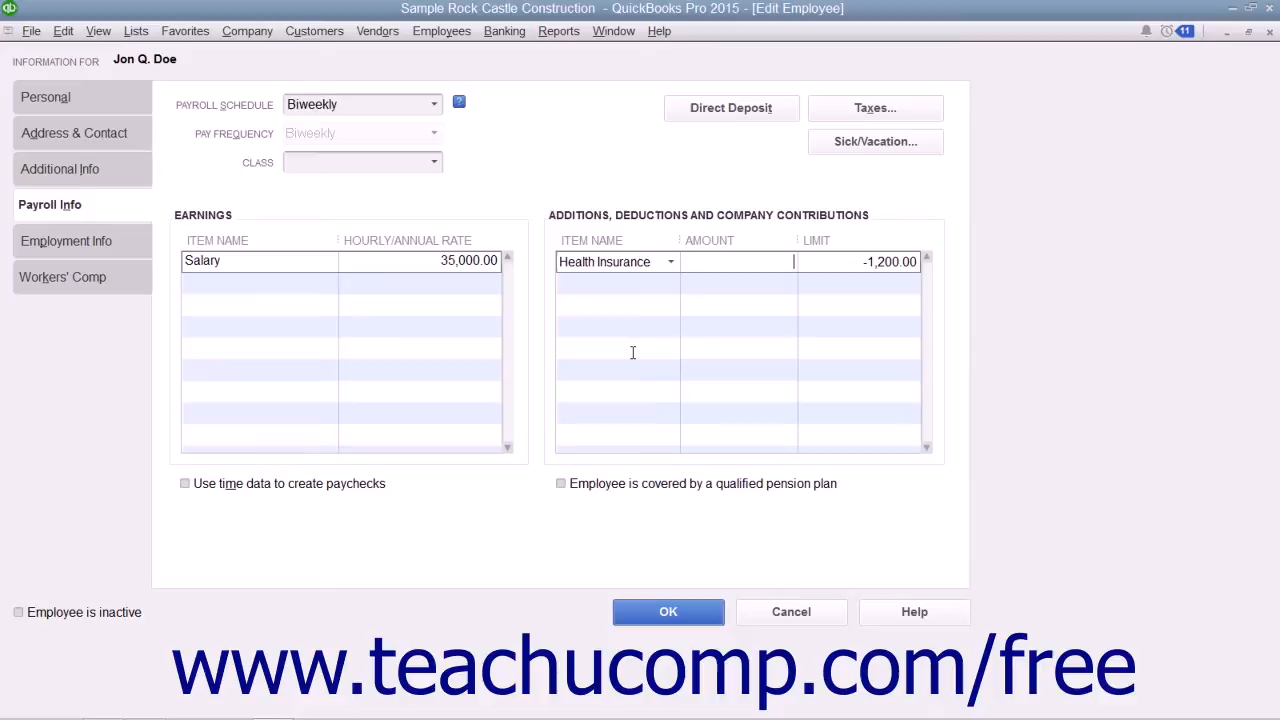 Sample Rock Castle Construction - QuickBooks Pro 2015 - [Edit Employee]
File Edit View Lists Favorites Company Customers Vendors Employees Banking Reports Window Help 11
INFORMATION FOR Jon Q. Doe
Personal
Address & Contact
Additional Info
Payroll Info
Employment Info
Workers' Comp
PAYROLL SCHEDULE Biweekly ?
PAY FREQUENCY Biweekly
CLASS
Direct Deposit Taxes...
Sick/Vacation...
EARNINGS
ITEM NAME HOURLY/ANNUAL RATE
Salary 35,000.00
Use time data to create paychecks
ADDITIONS, DEDUCTIONS AND COMPANY CONTRIBUTIONS
ITEM NAME AMOUNT LIMIT
Health Insurance -1,200.00
Employee is covered by a qualified pension plan
Employee is inactive
OK Cancel Help
www.teachucomp.com/free